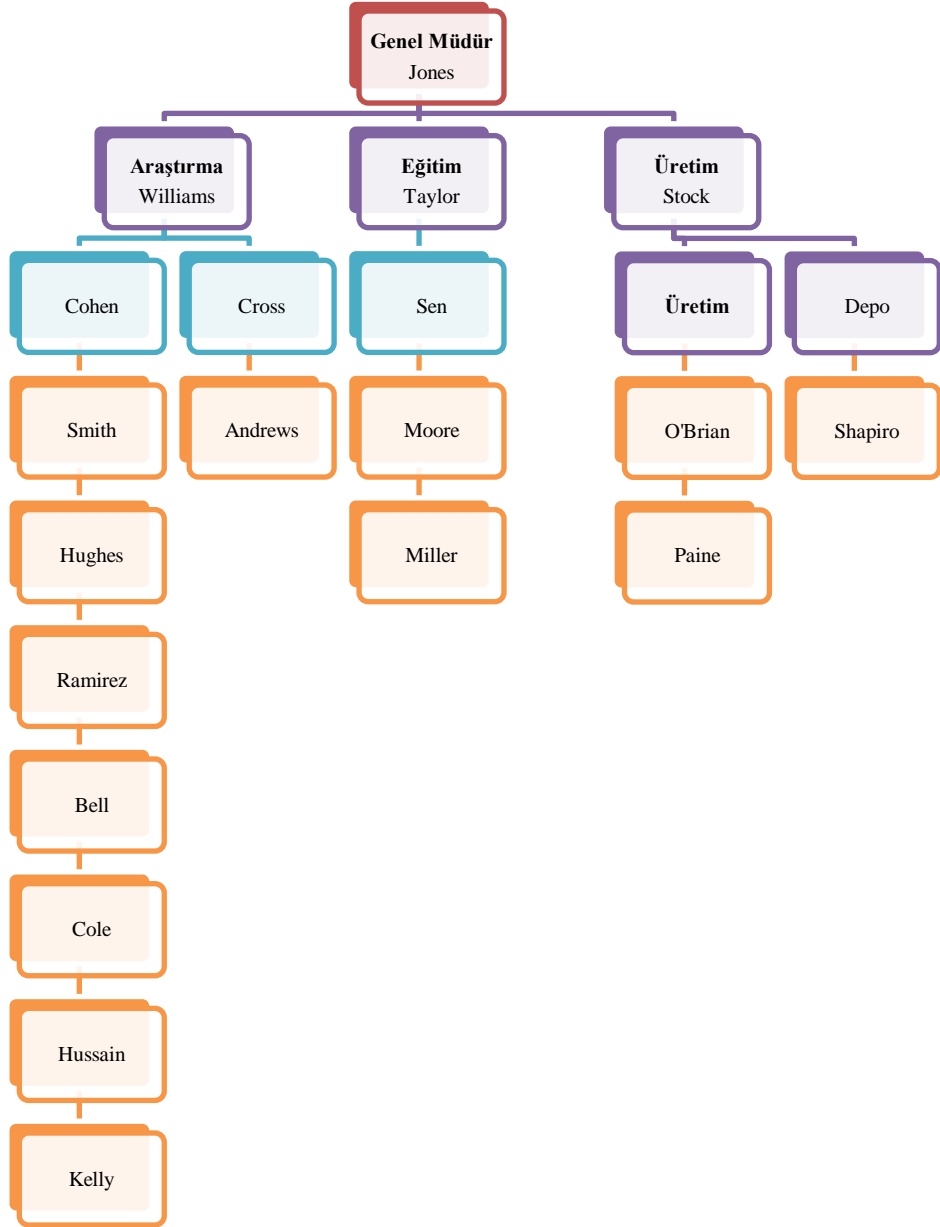 Genel Müdür
Jones
Araştırma
Williams
Eğitim
Taylor
Üretim
Stock
Cohen
Cross
Sen
Üretim
Depo
Smith
Andrews
Moore
O'Brian
Shapiro
Hughes
Miller
Paine
Ramirez
Bell
Cole
Hussain
Kelly